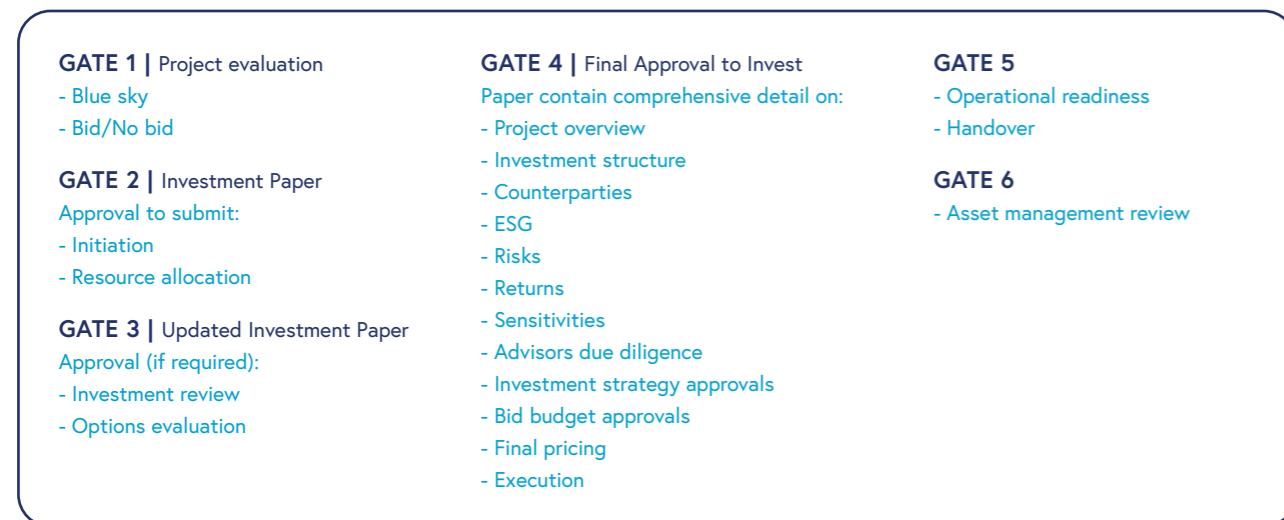 GATE 1 | Project evaluation
- Blue sky
- Bid/No bid
GATE 2 | Investment Paper
Approval to submit:
- Initiation
- Resource allocation
GATE 3 | Updated Investment Paper
Approval (if required):
- Investment review
- Options evaluation
GATE 4 | Final Approval to Invest
Paper contain comprehensive detail on:
- Project overview
- Investment structure
- Counterparties
- ESG
- Risks
- Returns
- Sensitivities
- Advisors due diligence
- Investment strategy approvals
- Bid budget approvals
- Final pricing
- Execution
GATE 5
- Operational readiness
- Handover
GATE 6
- Asset management review